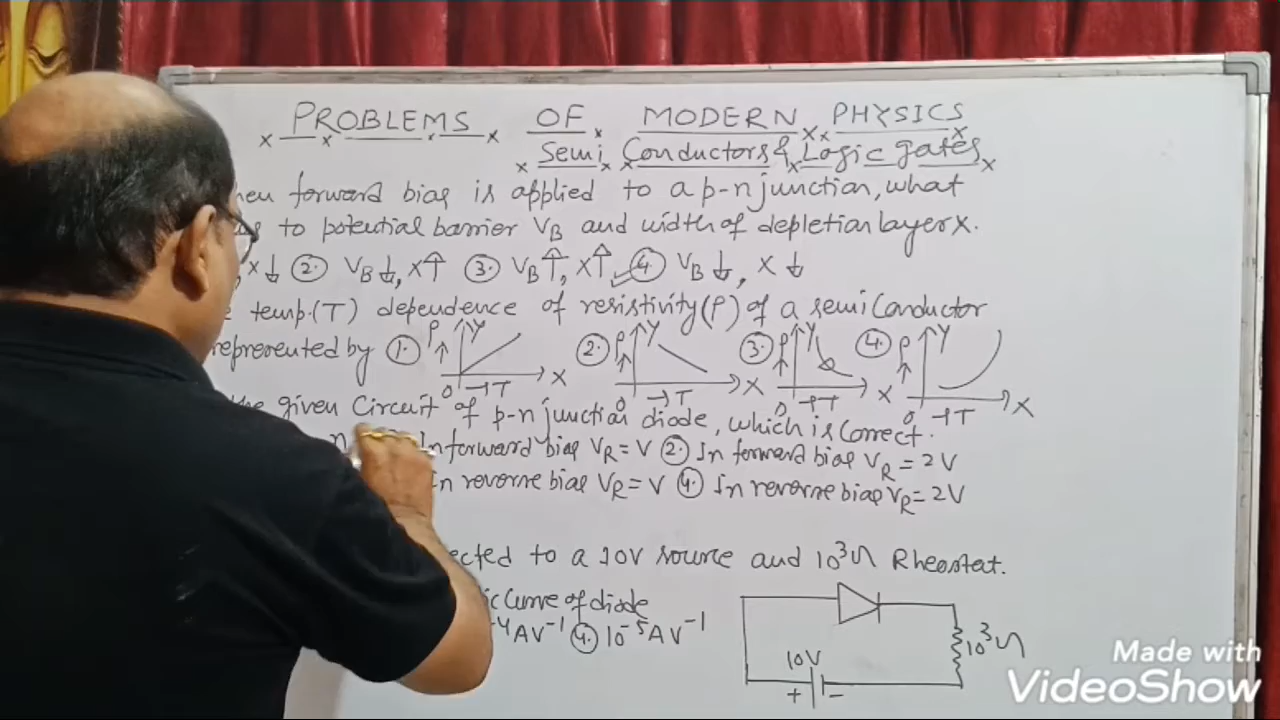 PROBLEMS OF MODERN PHYSICS
Semi Conductors & Logic gates
forward bias is applied to a p-n junction, what
to potential barrier VB and width of depletion layer x.
x↓ ② VB↓, x↑ ③ VB↑, x↑ ④ VB↓, x↓
temp.(T) dependence of resistivity(ρ) of a semiConductor
represented by ① ρ ↑ Y 0 →T X ② ρ ↑ Y 0 →T X ③ ρ ↑ Y 0 →T X ④ ρ ↑ Y 0 →T X
given Circuit of p-n junction diode, which is Correct.
In forward bias VR = V ② In forward bias VR = 2V
In reverse bias VR = V ④ In reverse bias VR = 2V
to a 10V source and 10³Ω Rheostat.
Curve of diode
AV⁻¹ ④ 10⁻⁵AV⁻¹
10³Ω
10V
+ −
Made with
VideoShow